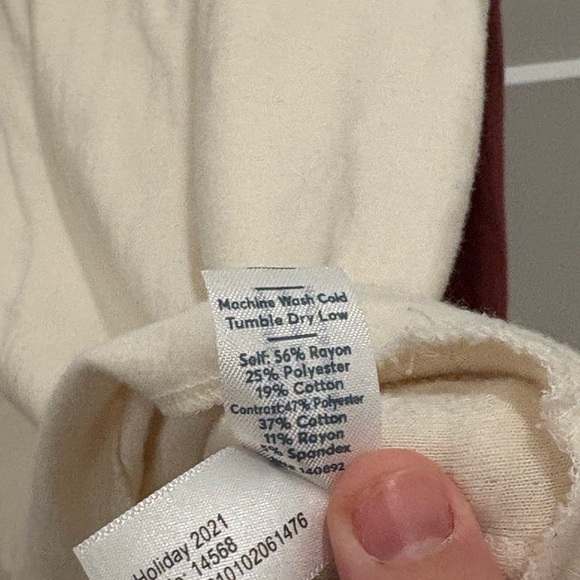 Machine Wash Cold
Tumble Dry Low
Self: 56% Rayon
25% Polyester
19% Cotton
Contrast:47% Polyester
37% Cotton
11% Rayon
% Spandex
140892
Holiday 2021
: 14568
10102061476